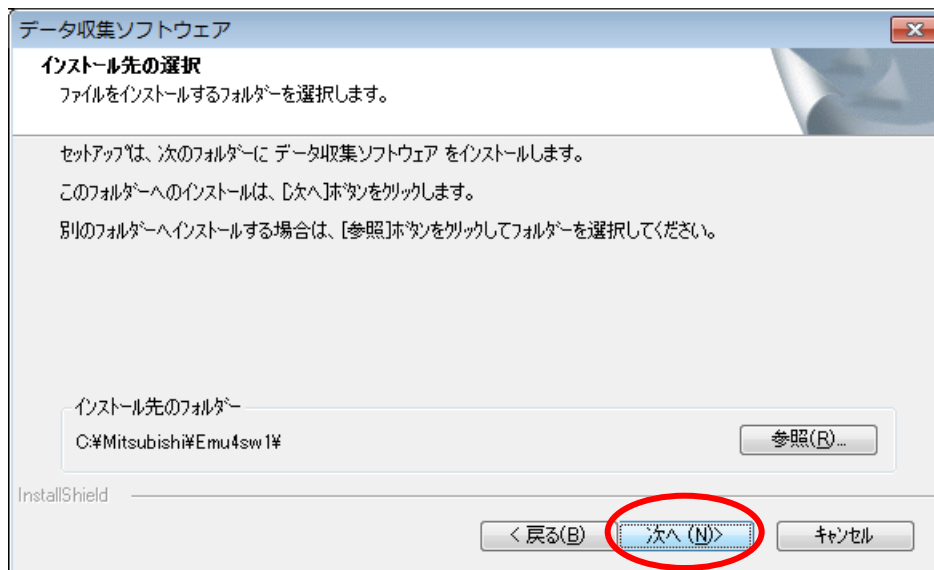 データ収集ソフトウェア
インストール先の選択
ファイルをインストールするフォルダーを選択します。
セットアップは、次のフォルダーに データ収集ソフトウェア をインストールします。
このフォルダーへのインストールは、[次へ]ボタンをクリックします。
別のフォルダーへインストールする場合は、[参照]ボタンをクリックしてフォルダーを選択してください。
インストール先のフォルダー
C:¥Mitsubishi¥Emu4sw1¥
参照(R)...
InstallShield
< 戻る(B) 次へ (N)> キャンセル